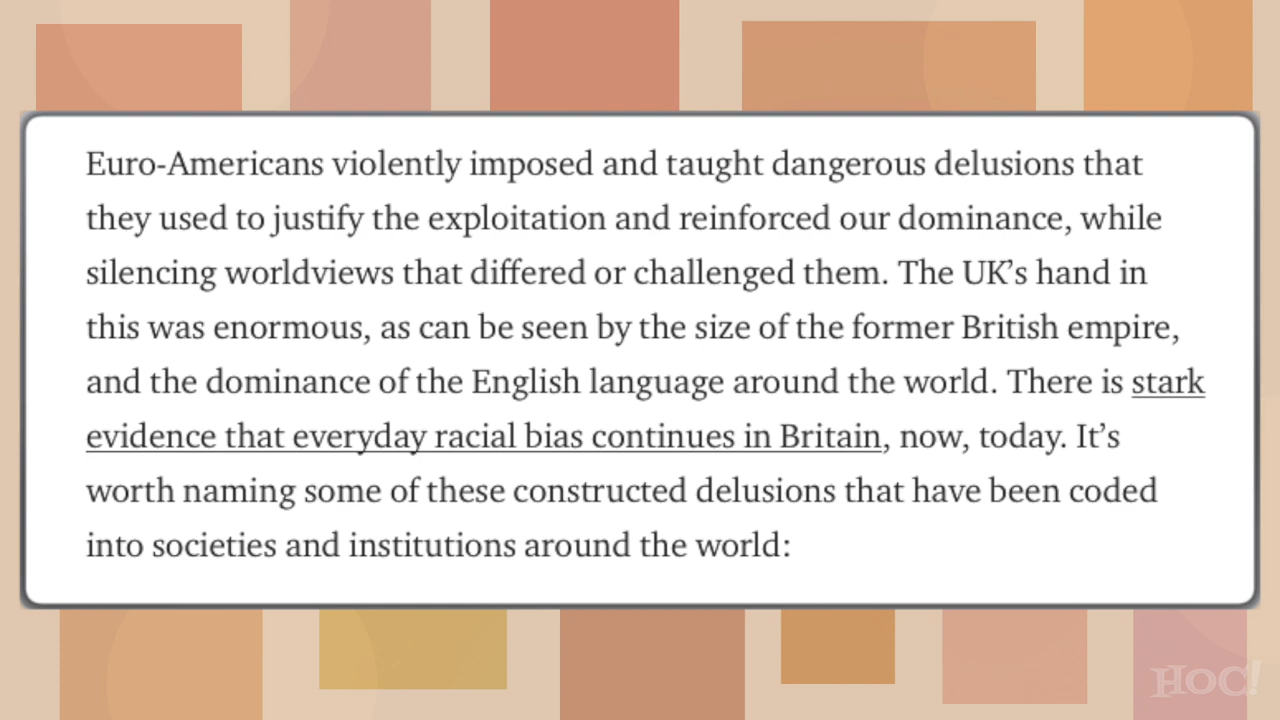 Euro-Americans violently imposed and taught dangerous delusions that
they used to justify the exploitation and reinforced our dominance, while
silencing worldviews that differed or challenged them. The UK’s hand in
this was enormous, as can be seen by the size of the former British empire,
and the dominance of the English language around the world. There is stark
evidence that everyday racial bias continues in Britain, now, today. It’s
worth naming some of these constructed delusions that have been coded
into societies and institutions around the world:
HOC!